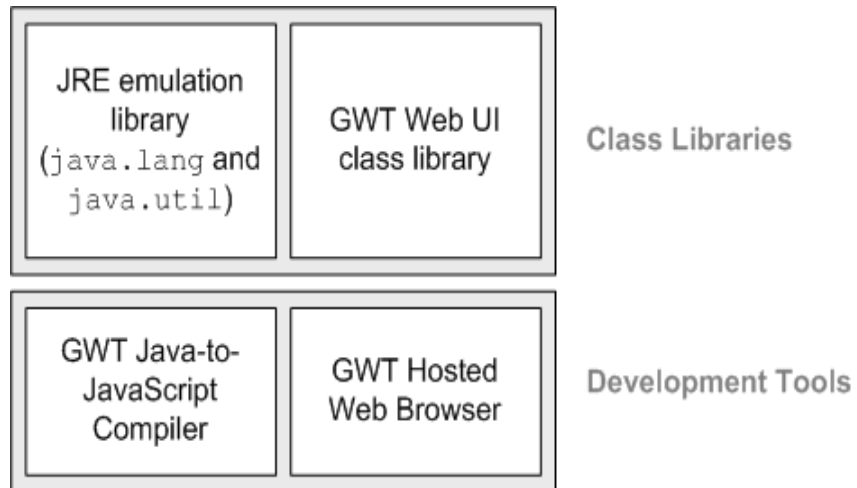 JRE emulation
library
(java.lang and
java.util)
GWT Web UI
class library
Class Libraries
GWT Java-to-
JavaScript
Compiler
GWT Hosted
Web Browser
Development Tools